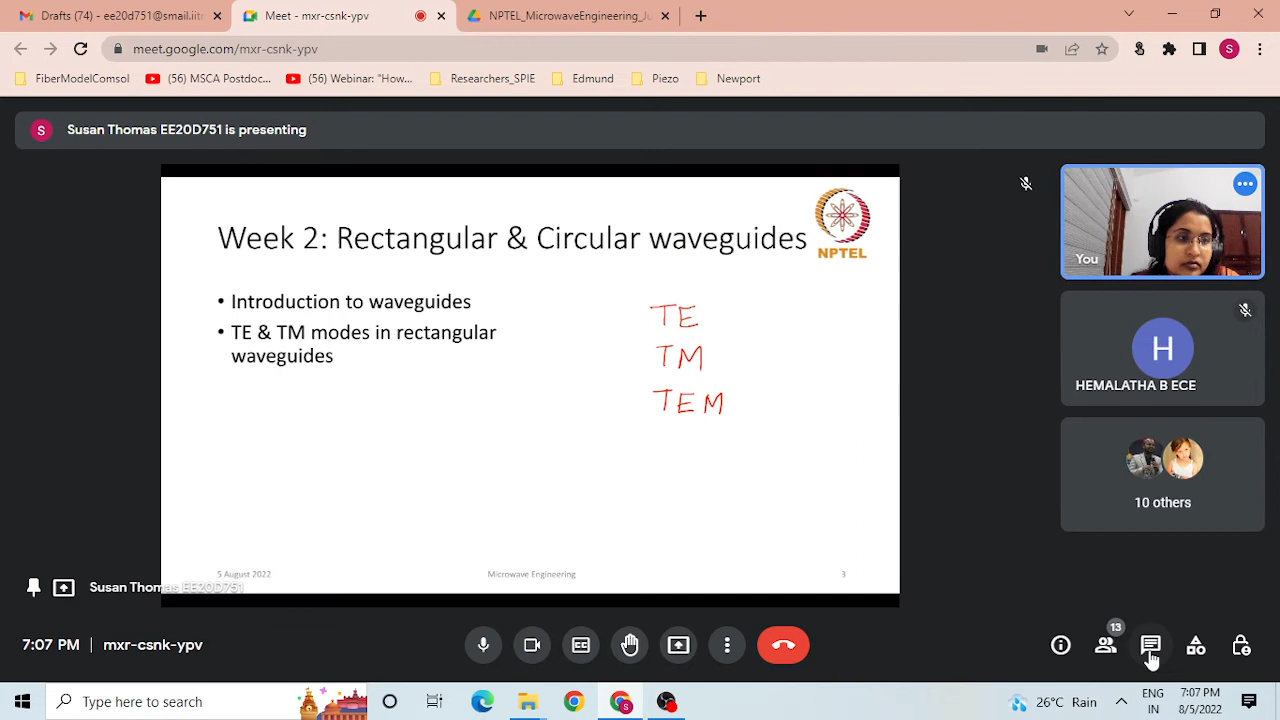 Drafts (74) - ee20d751@smail.iit
Meet - mxr-csnk-ypv
NPTEL_MicrowaveEngineering_Ju
meet.google.com/mxr-csnk-ypv
S
FiberModelComsol
(56) MSCA Postdoc...
(56) Webinar: "How...
Researchers_SPIE
Edmund
Piezo
Newport
S
Susan Thomas EE20D751 is presenting
Week 2: Rectangular & Circular waveguides
NPTEL
• Introduction to waveguides
• TE & TM modes in rectangular
waveguides
TE
TM
TEM
5 August 2022
Microwave Engineering
3
Susan Thomas EE20D751
You
H
HEMALATHA B ECE
10 others
7:07 PM | mxr-csnk-ypv
13
Type here to search
26°C Rain
ENG
IN
7:07 PM
8/5/2022